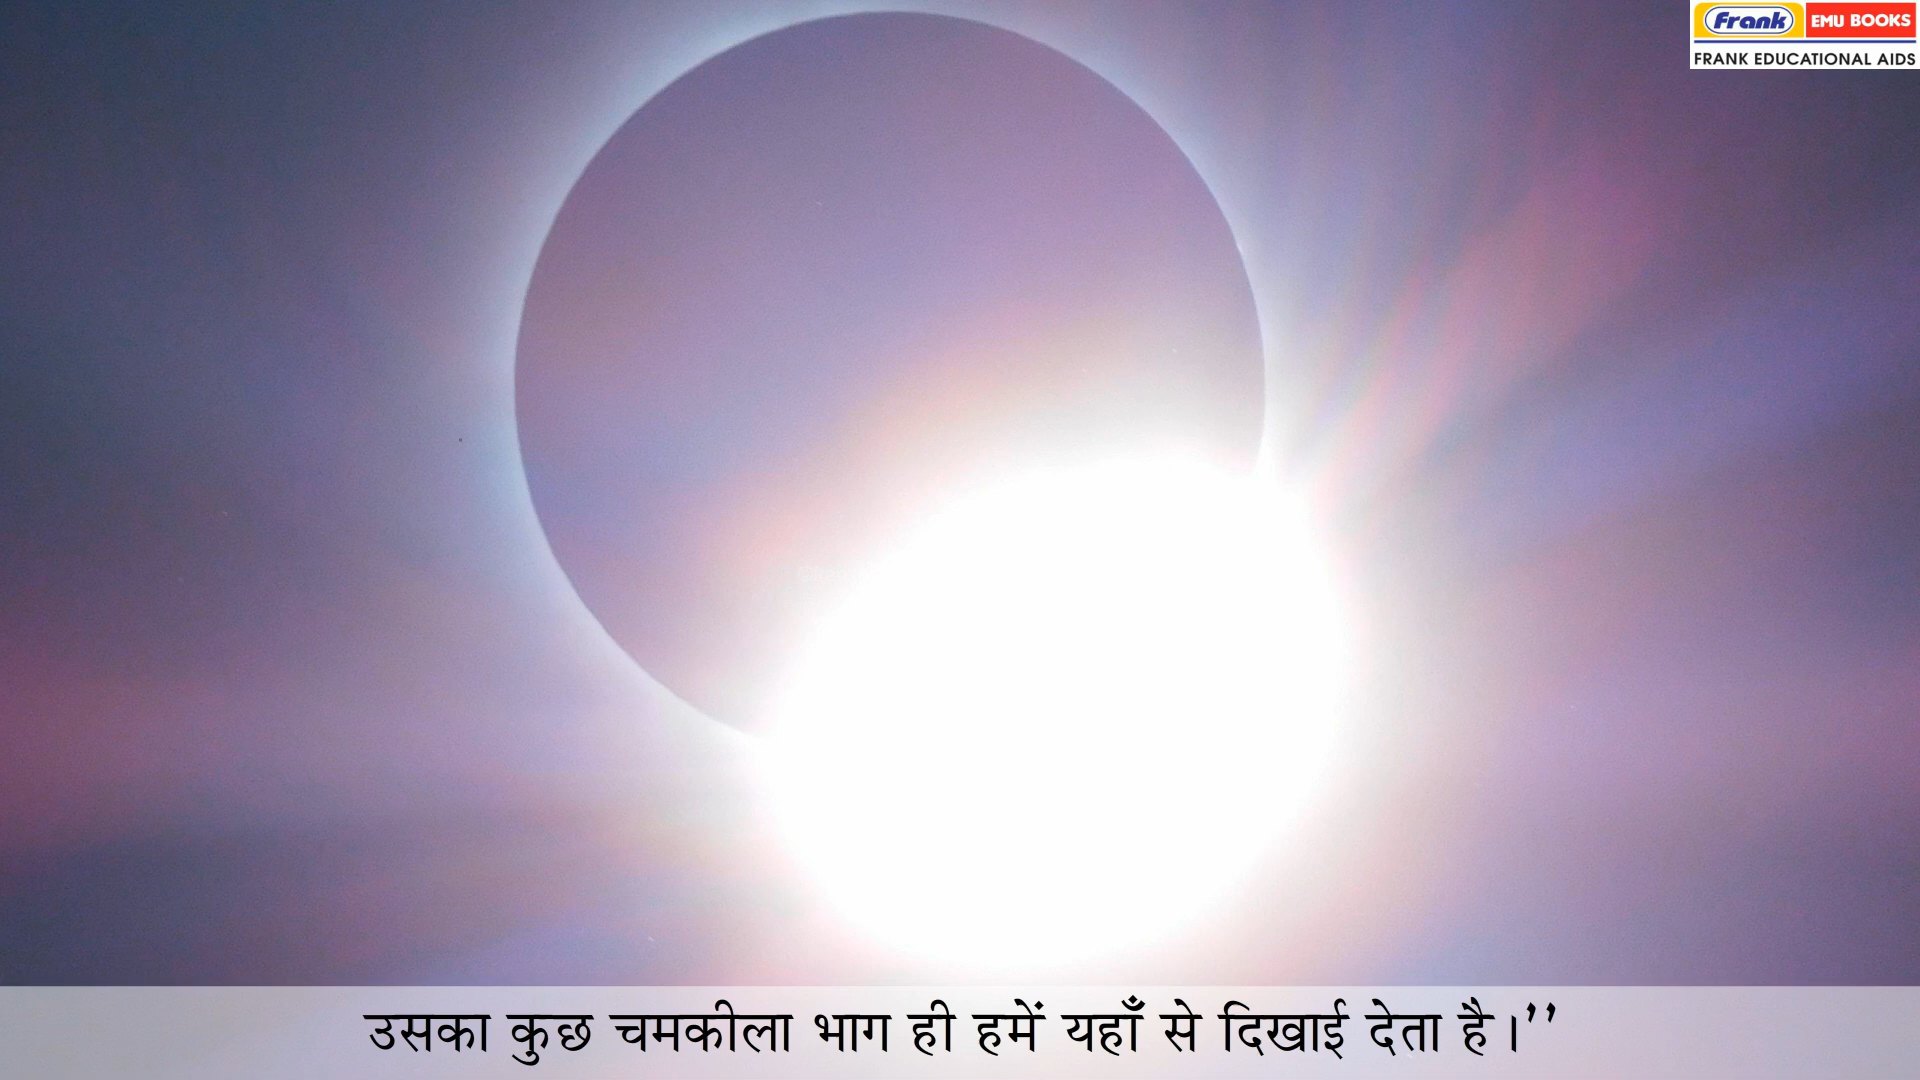 Frank EMU BOOKS
FRANK EDUCATIONAL AIDS
उसका कुछ चमकीला भाग ही हमें यहाँ से दिखाई देता है।’’